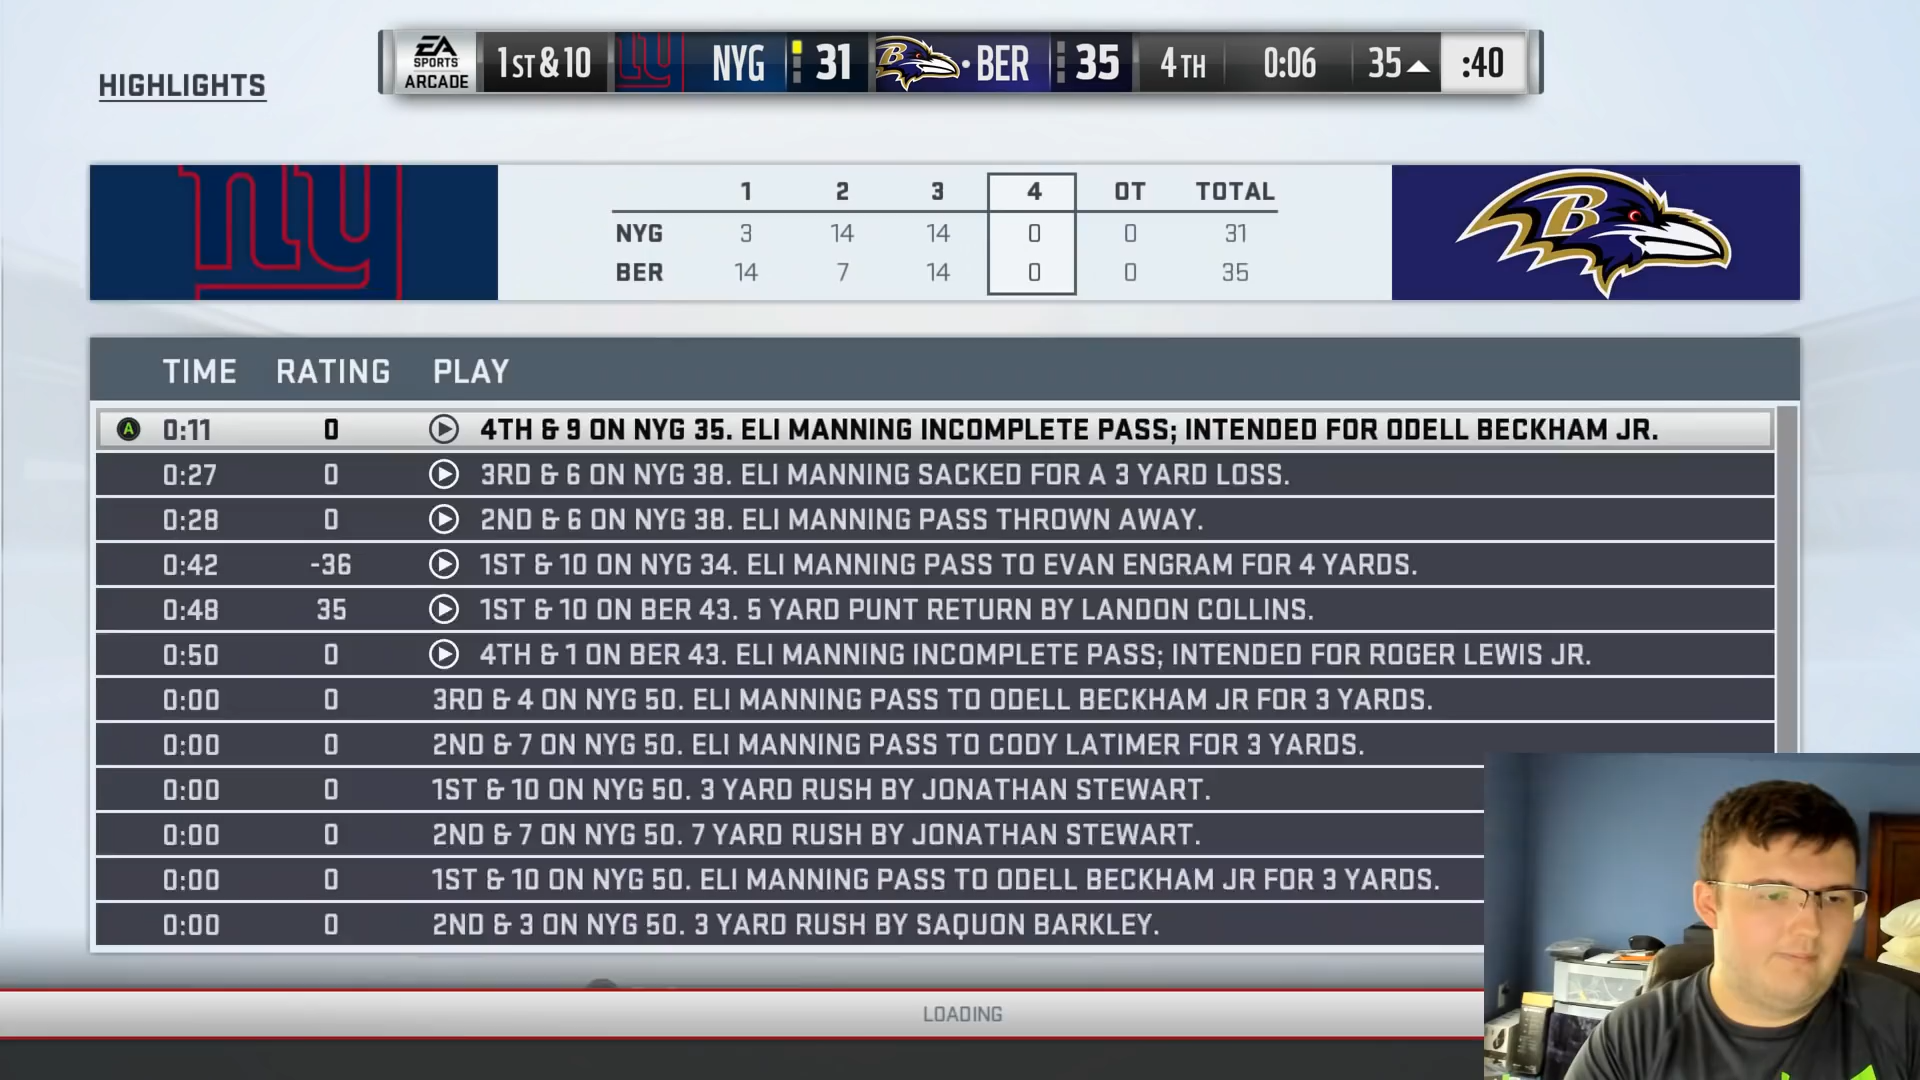 HIGHLIGHTS
EA SPORTS ARCADE 1ST & 10 NYG 31 BER 35 4TH 0:06 35 :40
1 2 3 4 OT TOTAL
NYG 3 14 14 0 0 31
BER 14 7 14 0 0 35
TIME RATING PLAY
A 0:11 0 4TH & 9 ON NYG 35. ELI MANNING INCOMPLETE PASS; INTENDED FOR ODELL BECKHAM JR.
0:27 0 3RD & 6 ON NYG 38. ELI MANNING SACKED FOR A 3 YARD LOSS.
0:28 0 2ND & 6 ON NYG 38. ELI MANNING PASS THROWN AWAY.
0:42 -36 1ST & 10 ON NYG 34. ELI MANNING PASS TO EVAN ENGRAM FOR 4 YARDS.
0:48 35 1ST & 10 ON BER 43. 5 YARD PUNT RETURN BY LANDON COLLINS.
0:50 0 4TH & 1 ON BER 43. ELI MANNING INCOMPLETE PASS; INTENDED FOR ROGER LEWIS JR.
0:00 0 3RD & 4 ON NYG 50. ELI MANNING PASS TO ODELL BECKHAM JR FOR 3 YARDS.
0:00 0 2ND & 7 ON NYG 50. ELI MANNING PASS TO CODY LATIMER FOR 3 YARDS.
0:00 0 1ST & 10 ON NYG 50. 3 YARD RUSH BY JONATHAN STEWART.
0:00 0 2ND & 7 ON NYG 50. 7 YARD RUSH BY JONATHAN STEWART.
0:00 0 1ST & 10 ON NYG 50. ELI MANNING PASS TO ODELL BECKHAM JR FOR 3 YARDS.
0:00 0 2ND & 3 ON NYG 50. 3 YARD RUSH BY SAQUON BARKLEY.
LOADING